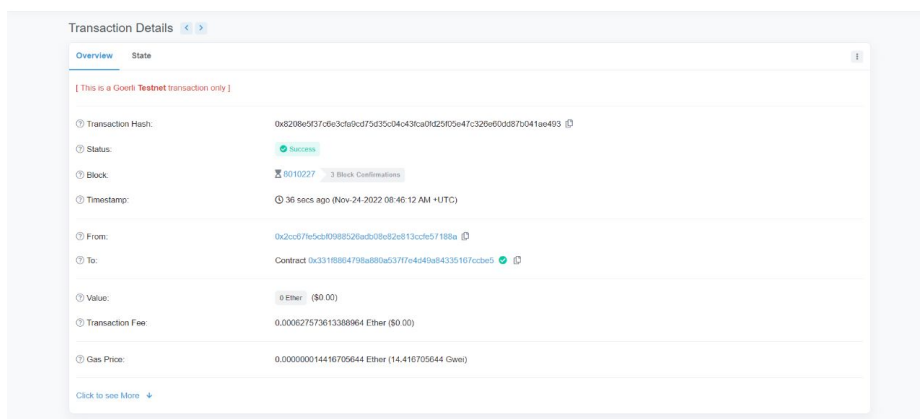 Transaction Details < >
Overview State
[ This is a Goerli Testnet transaction only ]
Transaction Hash: 0x8208e5f37c6e3cfa9cd75d35c04c43fca0fd25f05e47c326e60dd87b041ae493
Status: Success
Block: 8010227 3 Block Confirmations
Timestamp: 36 secs ago (Nov-24-2022 08:46:12 AM +UTC)
From: 0x2cc67fe5cbf0988526adb08e82e813ccfe57188a
To: Contract 0x331f8864798a880a537f7e4d49a84335167ccbe5
Value: 0 Ether ($0.00)
Transaction Fee: 0.000627573613388964 Ether ($0.00)
Gas Price: 0.000000014416705644 Ether (14.416705644 Gwei)
Click to see More